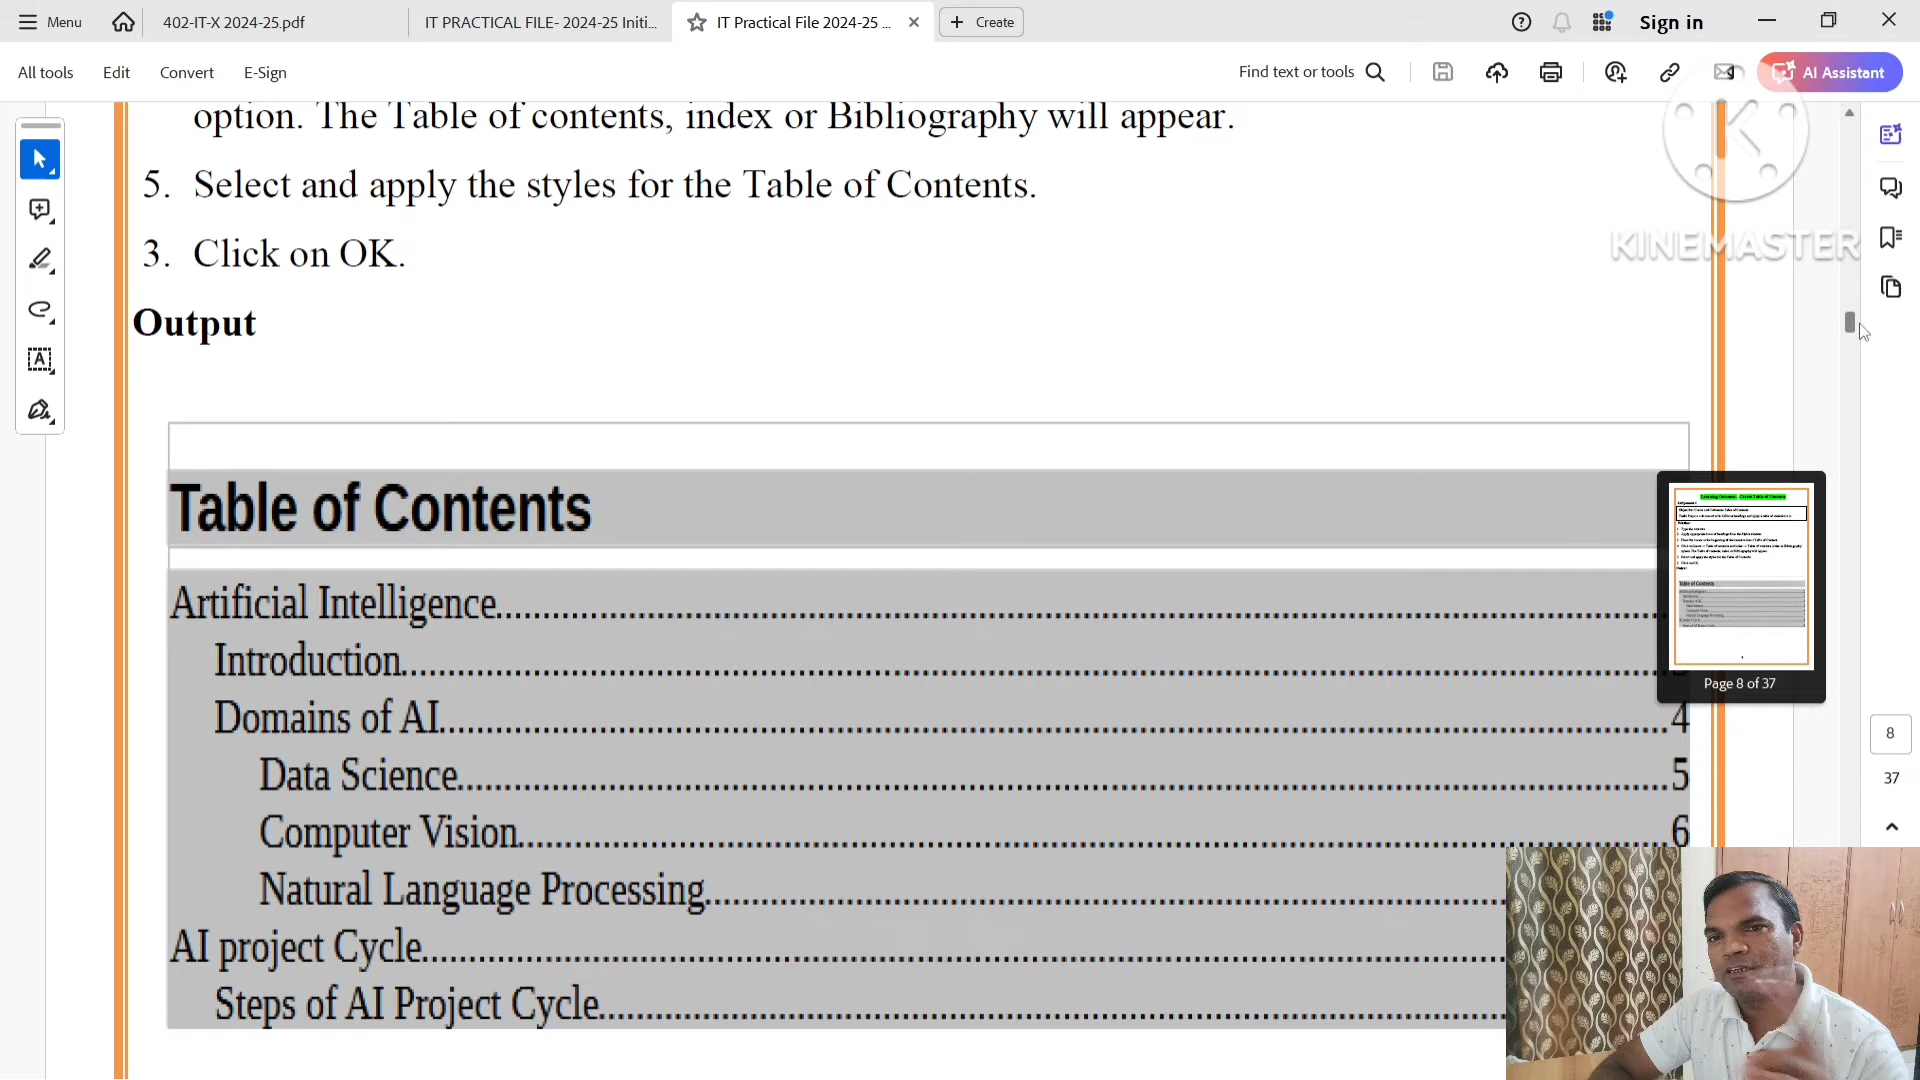 Menu
402-IT-X 2024-25.pdf
IT PRACTICAL FILE- 2024-25 Initi...
IT Practical File 2024-25 ...
Create
Sign in
All tools
Edit
Convert
E-Sign
Find text or tools
AI Assistant
option. The Table of contents, index or Bibliography will appear.
5. Select and apply the styles for the Table of Contents.
3. Click on OK.
KINEMASTER
Output
Table of Contents
Artificial Intelligence
Introduction
Domains of AI 4
Data Science 5
Computer Vision 6
Natural Language Processing
AI project Cycle
Steps of AI Project Cycle
Page 8 of 37
8
37